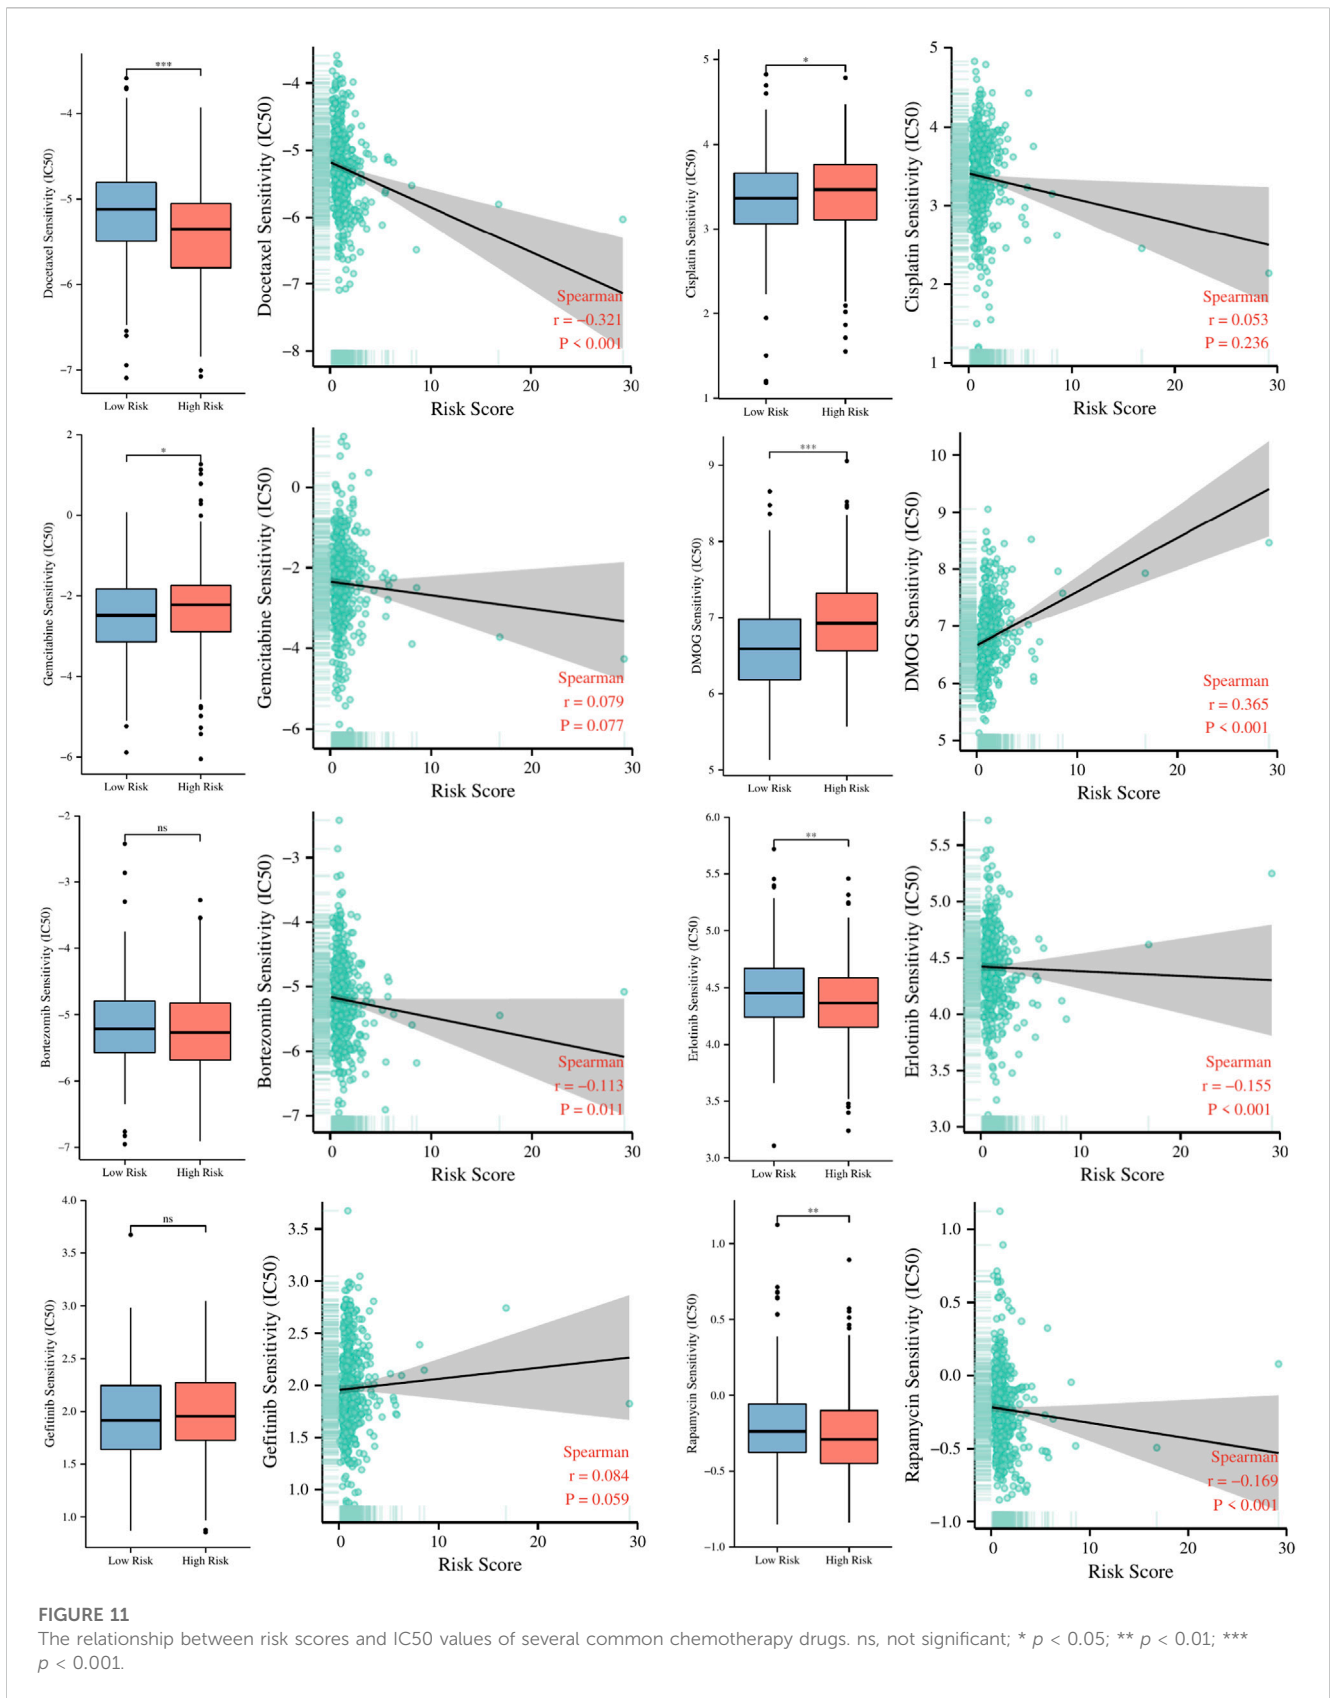 ***
Docetaxel Sensitivity (IC50)
−4
−5
−6
−7
Low Risk High Risk
Docetaxel Sensitivity (IC50)
−4
−5
−6
−7
−8
Spearman
r = −0.321
P < 0.001
0 10 20 30
Risk Score
*
Cisplatin Sensitivity (IC50)
5
4
3
2
1
Low Risk High Risk
Cisplatin Sensitivity (IC50)
5
4
3
2
1
Spearman
r = 0.053
P = 0.236
0 10 20 30
Risk Score
*
Gemcitabine Sensitivity (IC50)
2
0
−2
−4
−6
Low Risk High Risk
Gemcitabine Sensitivity (IC50)
0
−2
−4
−6
Spearman
r = 0.079
P = 0.077
0 10 20 30
Risk Score
***
DMOG Sensitivity (IC50)
9
8
7
6
5
Low Risk High Risk
DMOG Sensitivity (IC50)
10
9
8
7
6
5
Spearman
r = 0.365
P < 0.001
0 10 20 30
Risk Score
ns
Bortezomib Sensitivity (IC50)
−2
−3
−4
−5
−6
−7
Low Risk High Risk
Bortezomib Sensitivity (IC50)
−3
−4
−5
−6
−7
Spearman
r = −0.113
P = 0.011
0 10 20 30
Risk Score
**
Erlotinib Sensitivity (IC50)
6.0
5.5
5.0
4.5
4.0
3.5
3.0
Low Risk High Risk
Erlotinib Sensitivity (IC50)
5.5
5.0
4.5
4.0
3.5
3.0
Spearman
r = −0.155
P < 0.001
0 10 20 30
Risk Score
ns
Gefitinib Sensitivity (IC50)
4.0
3.5
3.0
2.5
2.0
1.5
1.0
Low Risk High Risk
Gefitinib Sensitivity (IC50)
3.5
3.0
2.5
2.0
1.5
1.0
Spearman
r = 0.084
P = 0.059
0 10 20 30
Risk Score
**
Rapamycin Sensitivity (IC50)
1.0
0.5
0.0
−0.5
−1.0
Low Risk High Risk
Rapamycin Sensitivity (IC50)
1.0
0.5
0.0
−0.5
−1.0
Spearman
r = −0.169
P < 0.001
0 10 20 30
Risk Score
FIGURE 11
The relationship between risk scores and IC50 values of several common chemotherapy drugs. ns, not significant; * p < 0.05; ** p < 0.01; ***
p < 0.001.